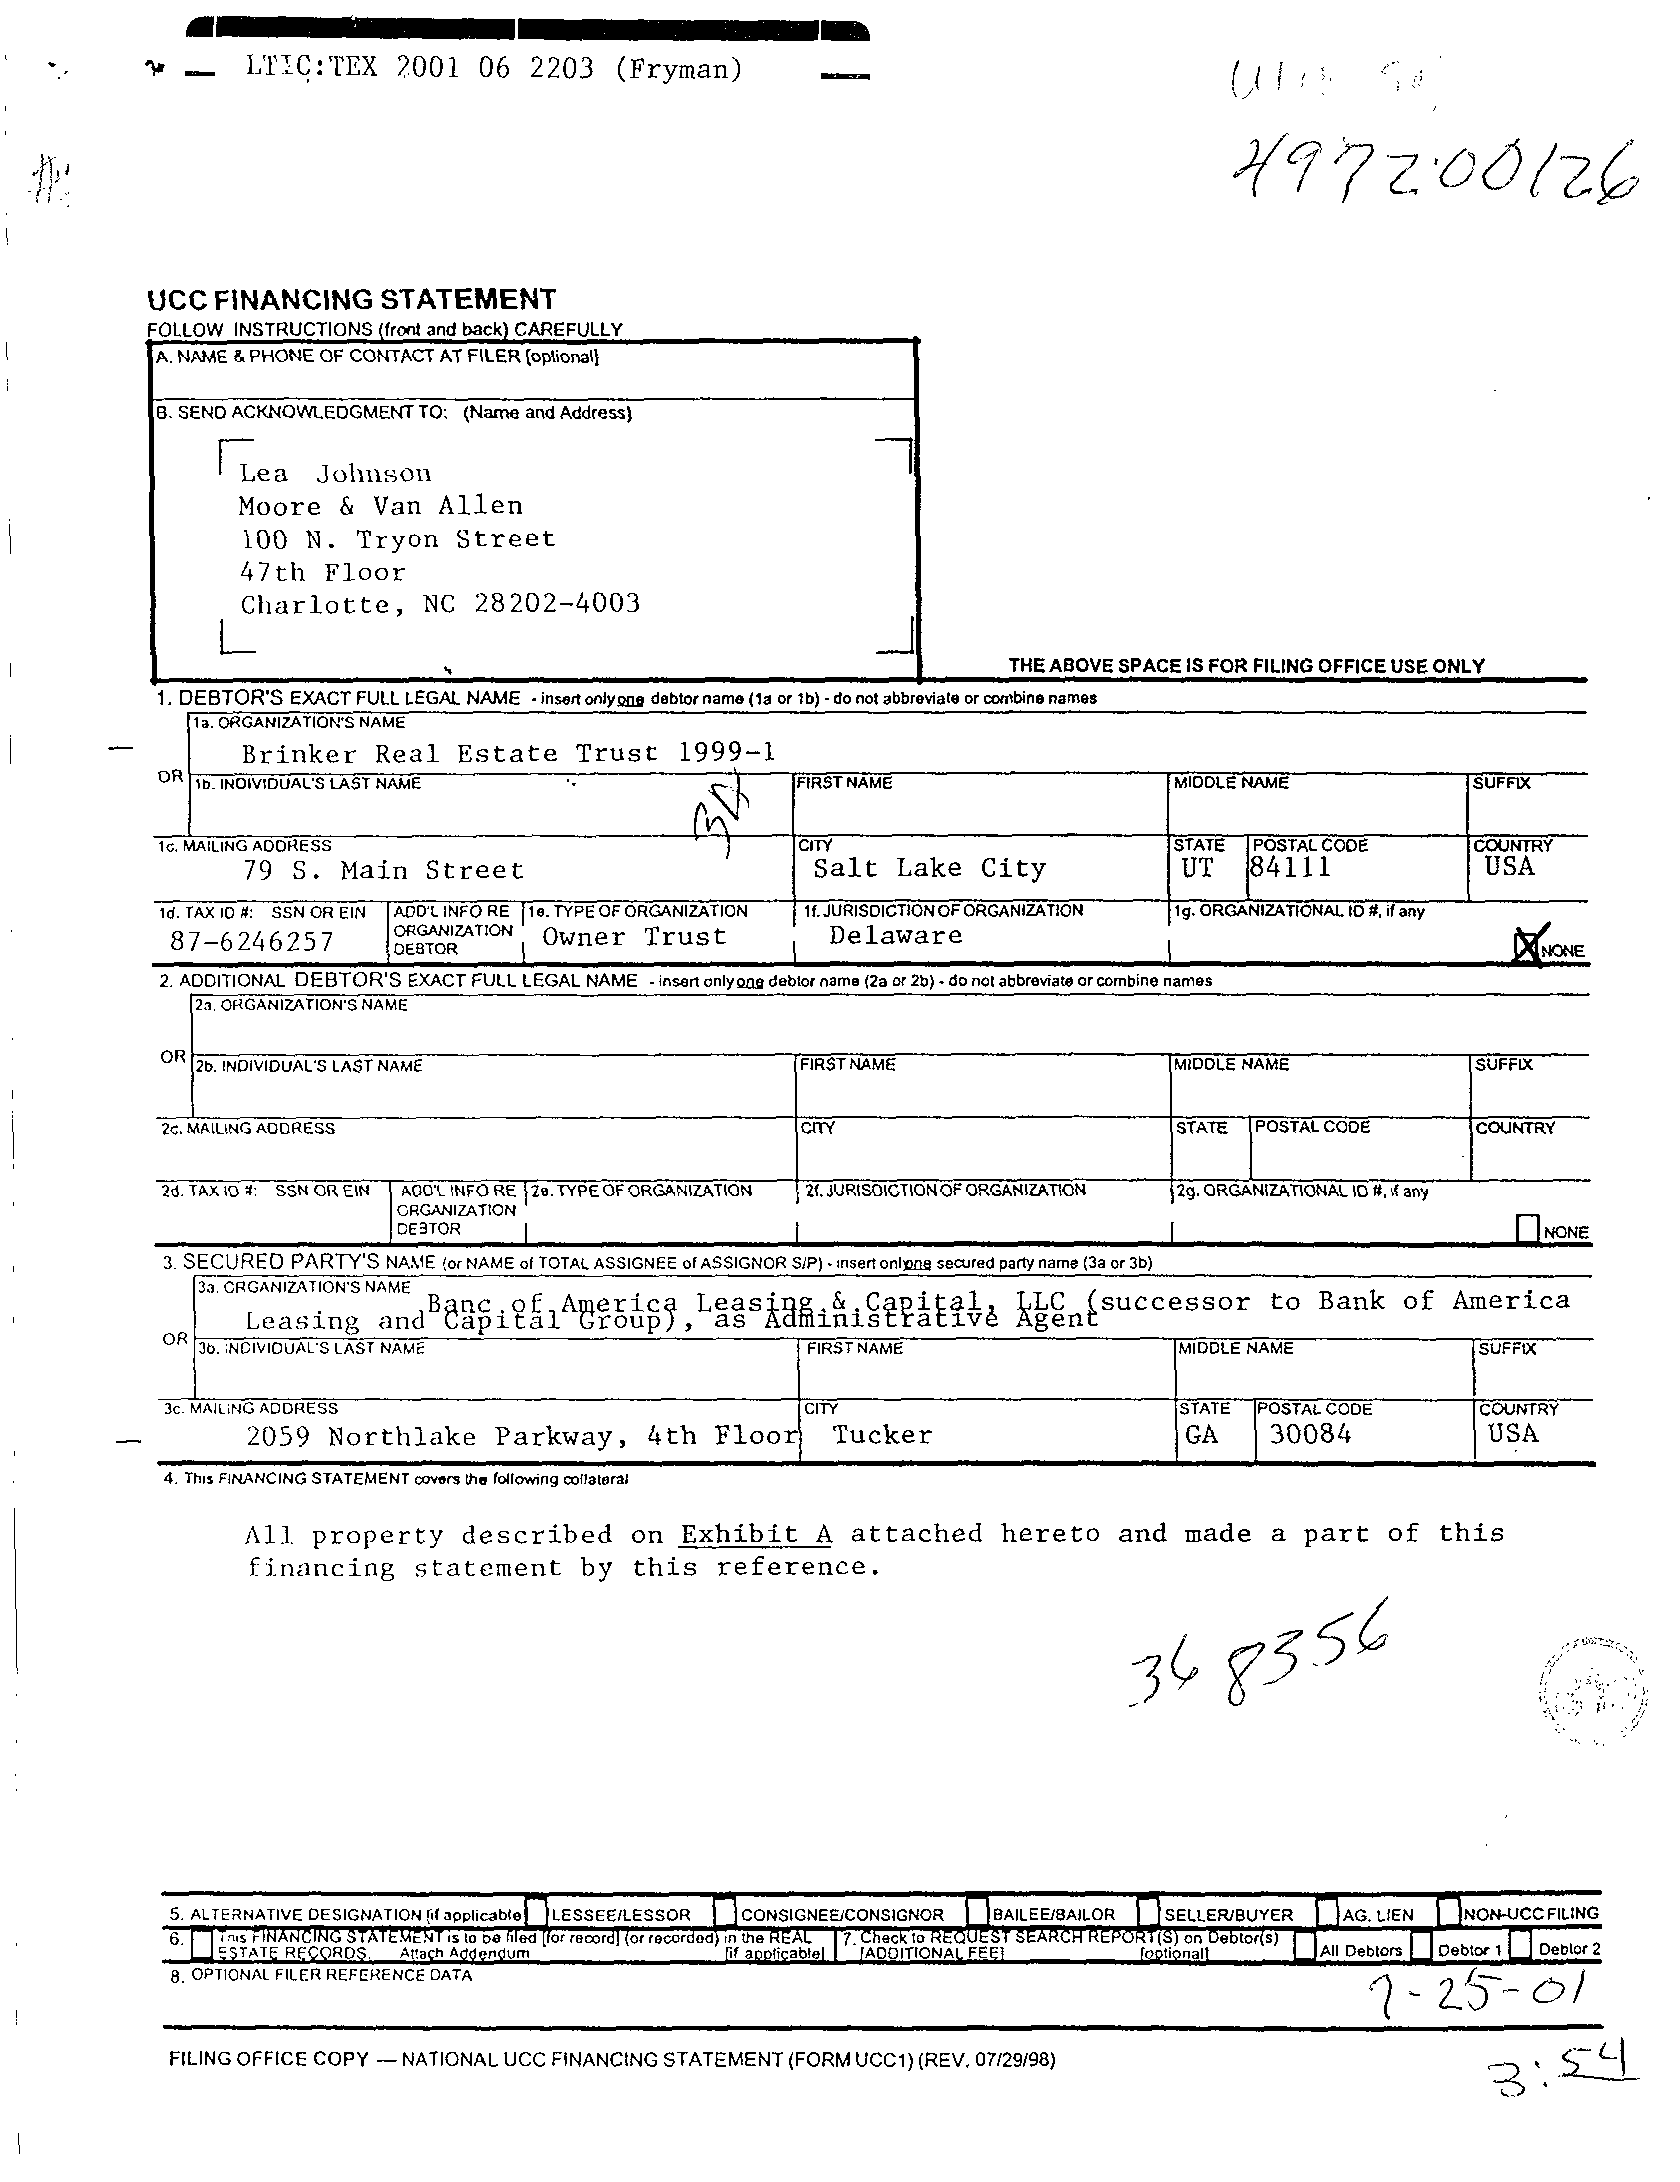 LTIC:TEX 2001 06 2203 (Fryman)
497200126
UCC FINANCING STATEMENT
FOLLOW INSTRUCTIONS (front and back) CAREFULLY
A. NAME & PHONE OF CONTACT AT FILER [optional]
B. SEND ACKNOWLEDGMENT TO: (Name and Address)
Lea Johnson
Moore & Van Allen
100 N. Tryon Street
47th Floor
Charlotte, NC 28202-4003
THE ABOVE SPACE IS FOR FILING OFFICE USE ONLY
1. DEBTOR'S EXACT FULL LEGAL NAME - insert only one debtor name (1a or 1b) - do not abbreviate or combine names
1a. ORGANIZATION'S NAME
Brinker Real Estate Trust 1999-1
OR 1b. INDIVIDUAL'S LAST NAME FIRST NAME MIDDLE NAME SUFFIX
1c. MAILING ADDRESS CITY STATE POSTAL CODE COUNTRY
79 S. Main Street Salt Lake City UT 84111 USA
1d. TAX ID #: SSN OR EIN ADD'L INFO RE ORGANIZATION DEBTOR 1e. TYPE OF ORGANIZATION 1f. JURISDICTION OF ORGANIZATION 1g. ORGANIZATIONAL ID #, if any
87-6246257 Owner Trust Delaware X NONE
2. ADDITIONAL DEBTOR'S EXACT FULL LEGAL NAME - insert only one debtor name (2a or 2b) - do not abbreviate or combine names
2a. ORGANIZATION'S NAME
OR 2b. INDIVIDUAL'S LAST NAME FIRST NAME MIDDLE NAME SUFFIX
2c. MAILING ADDRESS CITY STATE POSTAL CODE COUNTRY
2d. TAX ID #: SSN OR EIN ADD'L INFO RE ORGANIZATION DEBTOR 2e. TYPE OF ORGANIZATION 2f. JURISDICTION OF ORGANIZATION 2g. ORGANIZATIONAL ID #, if any
NONE
3. SECURED PARTY'S NAME (or NAME of TOTAL ASSIGNEE of ASSIGNOR S/P) - insert only one secured party name (3a or 3b)
3a. ORGANIZATION'S NAME
Banc of America Leasing & Capital, LLC (successor to Bank of America
Leasing and Capital Group), as Administrative Agent
OR 3b. INDIVIDUAL'S LAST NAME FIRST NAME MIDDLE NAME SUFFIX
3c. MAILING ADDRESS CITY STATE POSTAL CODE COUNTRY
2059 Northlake Parkway, 4th Floor Tucker GA 30084 USA
4. This FINANCING STATEMENT covers the following collateral
All property described on Exhibit A attached hereto and made a part of this
financing statement by this reference.
368356
5. ALTERNATIVE DESIGNATION [if applicable] LESSEE/LESSOR CONSIGNEE/CONSIGNOR BAILEE/BAILOR SELLER/BUYER AG. LIEN NON-UCC FILING
6. This FINANCING STATEMENT is to be filed [for record] (or recorded) in the REAL ESTATE RECORDS. Attach Addendum [if applicable] 7. Check to REQUEST SEARCH REPORT(S) on Debtor(s) [ADDITIONAL FEE] [optional] All Debtors Debtor 1 Debtor 2
8. OPTIONAL FILER REFERENCE DATA
7-25-01
FILING OFFICE COPY — NATIONAL UCC FINANCING STATEMENT (FORM UCC1) (REV. 07/29/98)
3:54